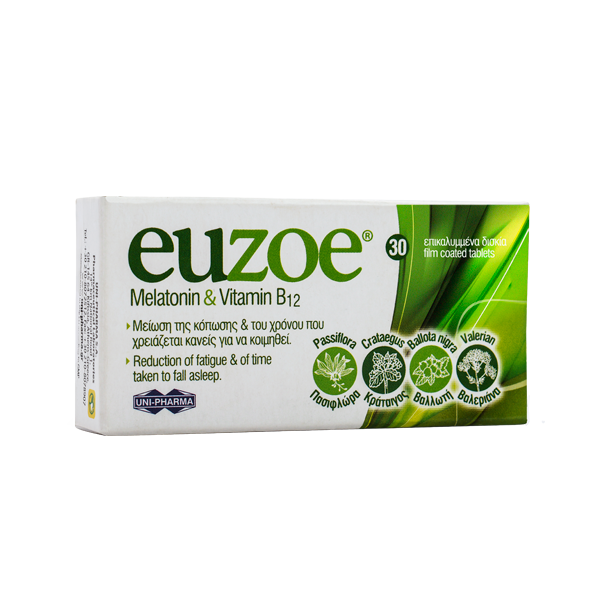 euzoe®
Melatonin & Vitamin B12
Μείωση της κόπωσης & του χρόνου που
χρειάζεται κανείς για να κοιμηθεί.
Reduction of fatigue & of time
taken to fall asleep.
UNI-PHARMA
30
επικαλυμμένα δισκία
film coated tablets
Passiflora
Crataegus
Ballota nigra
Valerian
Πασιφλώρα
Κράταιγος
Βαλλωτή
Βαλεριάνα